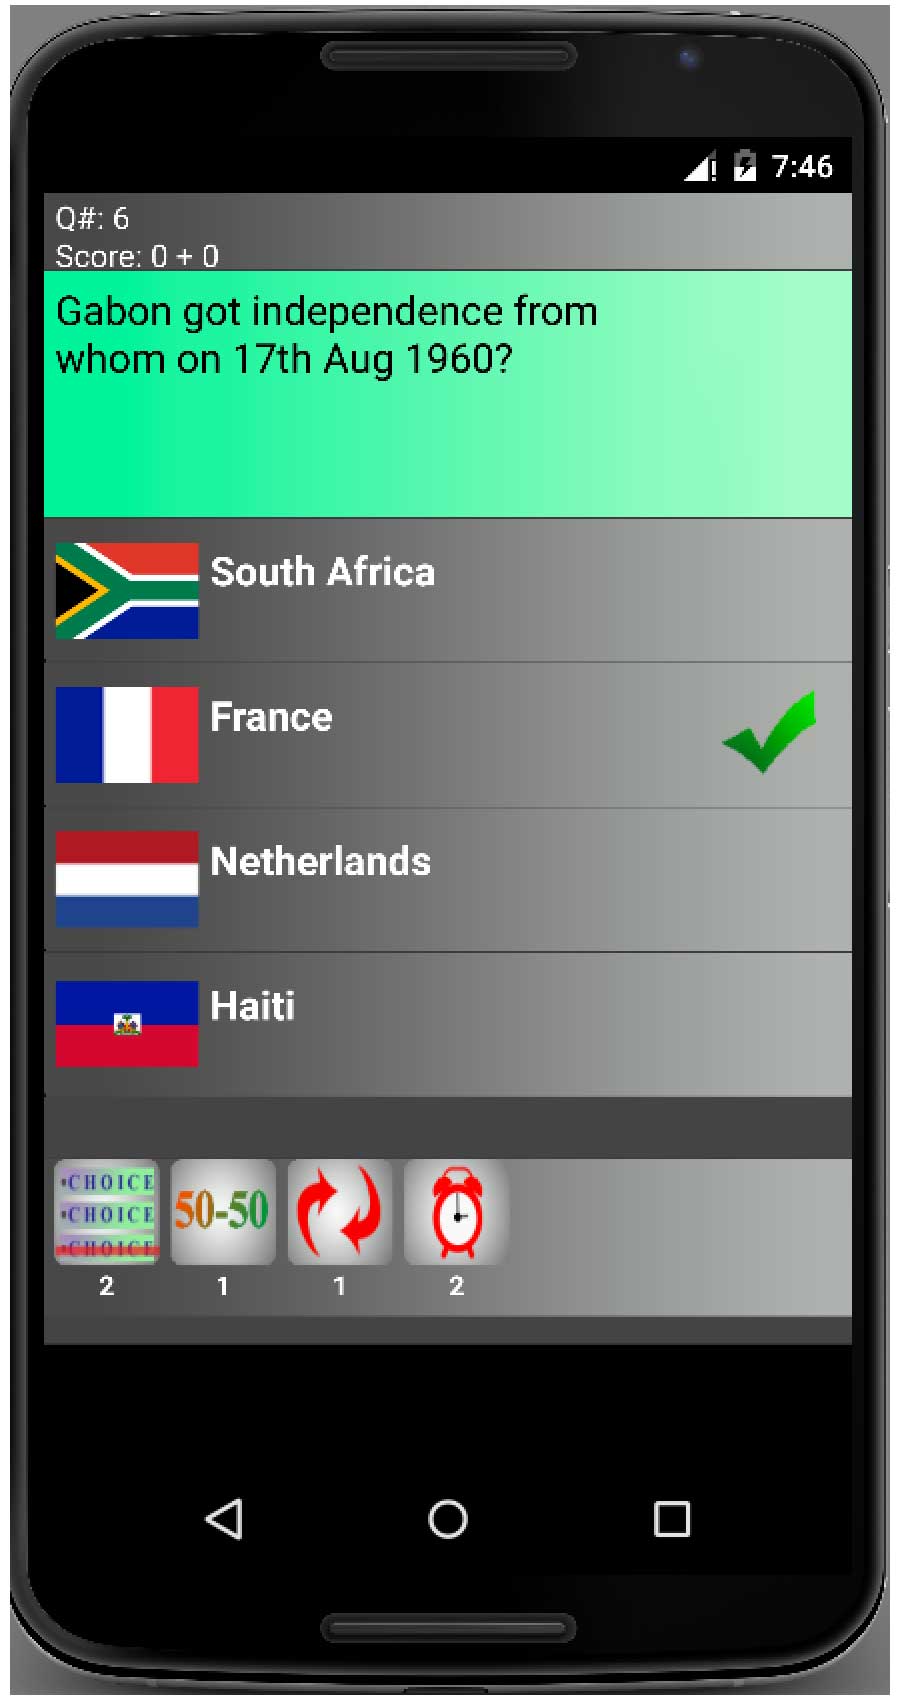 7:46
Q#: 6
Score: 0 + 0
Gabon got independence from
whom on 17th Aug 1960?
South Africa
France
Netherlands
Haiti
•CHOICE
•CHOICE
•CHOICE
50-50
2
1
1
2